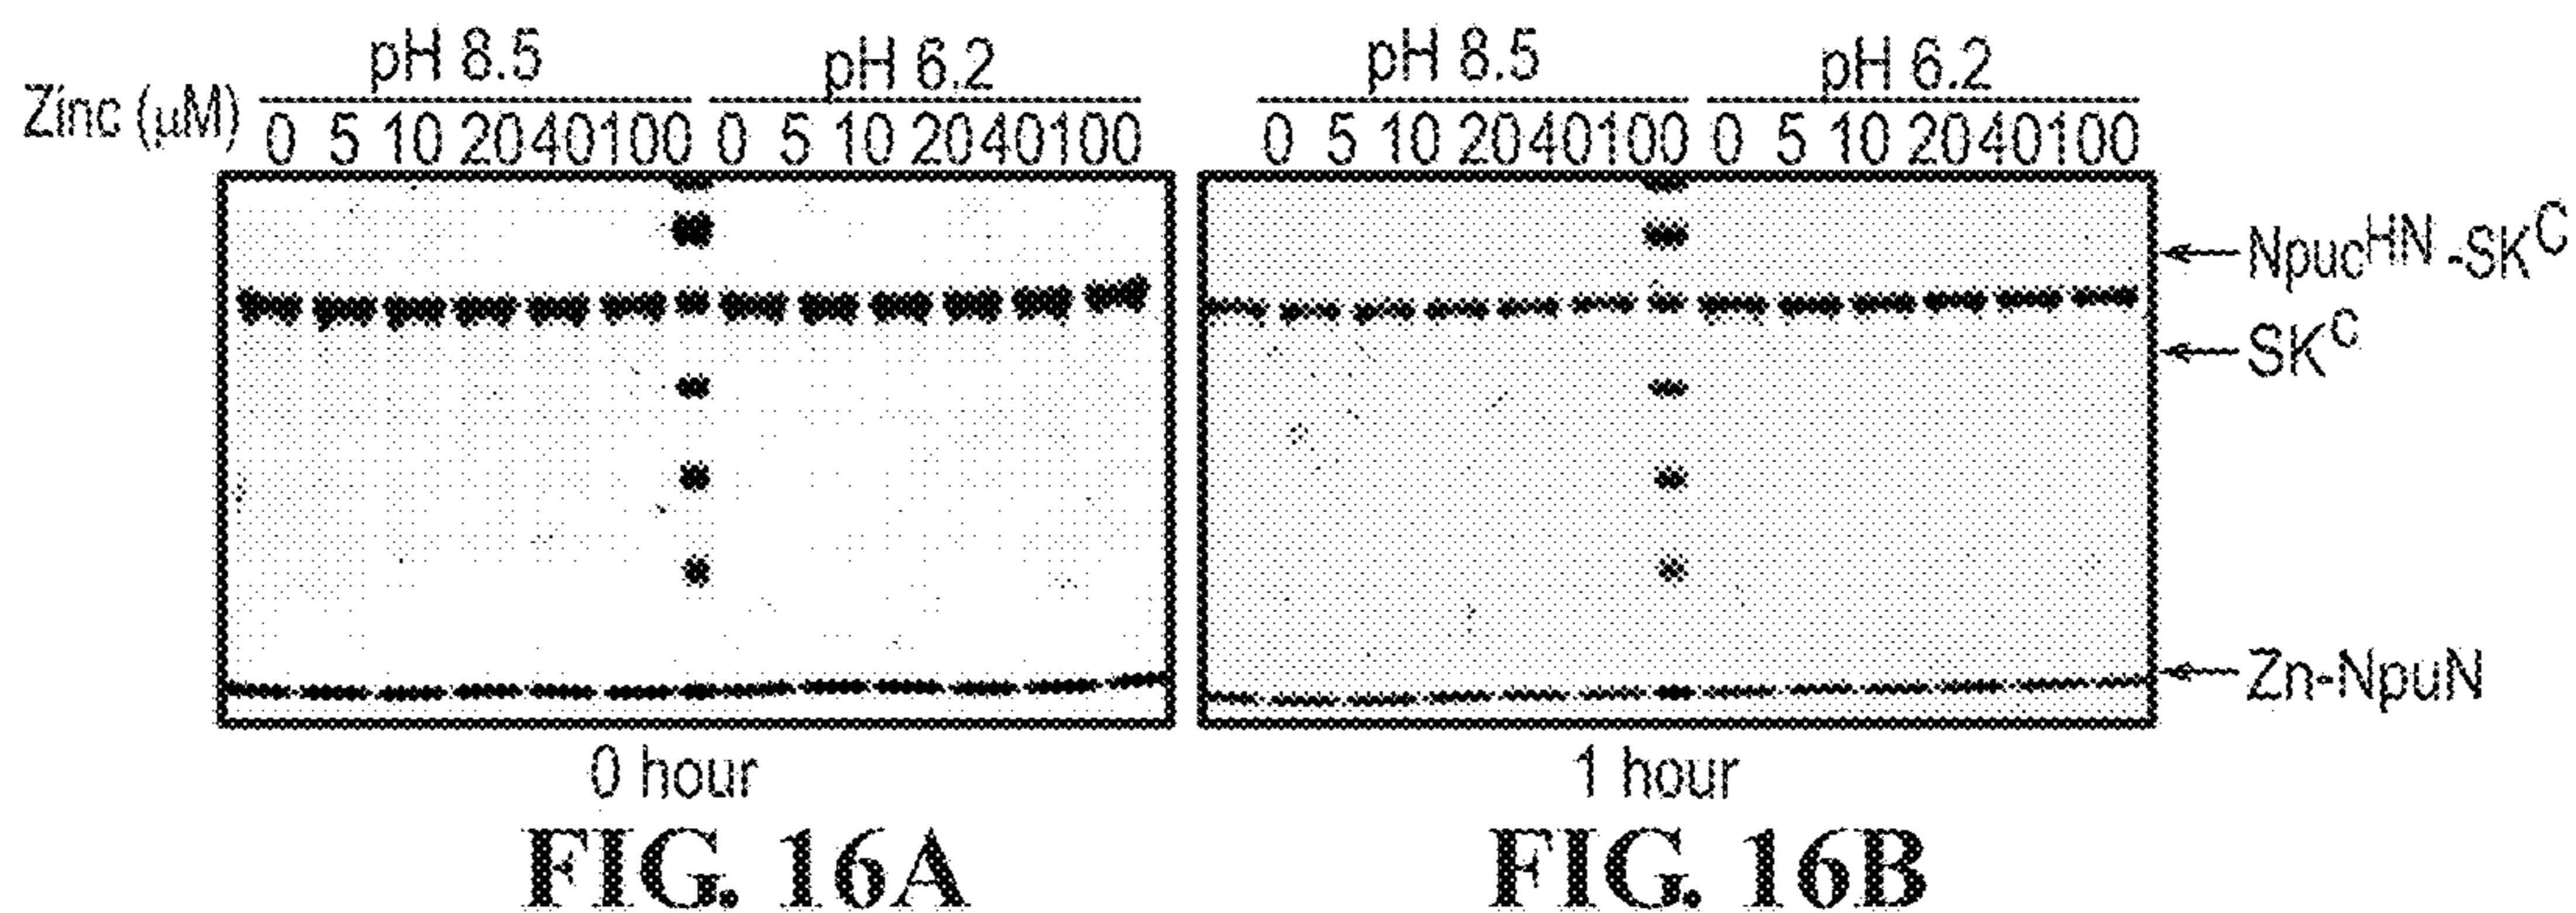 pH 8.5 pH 6.2 pH 8.5 pH 6.2
Zinc (µM) 0 5 10 20 40 100 0 5 10 20 40 100 0 5 10 20 40 100 0 5 10 20 40 100
NpucHN-SKC
SKC
Zn-NpuN
0 hour 1 hour
FIG. 16A FIG. 16B